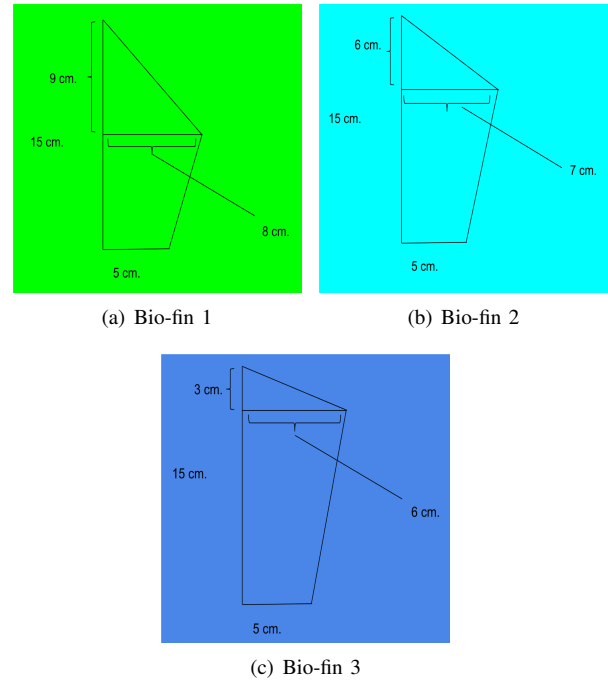 9 cm.
15 cm.
8 cm.
5 cm.
(a) Bio-fin 1
6 cm.
15 cm.
7 cm.
5 cm.
(b) Bio-fin 2
3 cm.
15 cm.
6 cm.
5 cm.
(c) Bio-fin 3